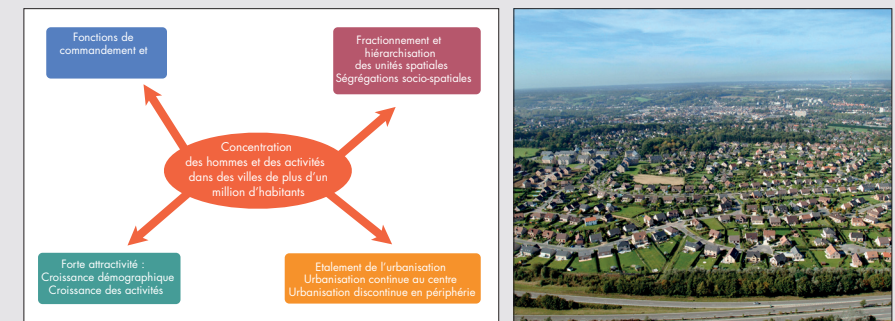 Fonctions de
commandement et
Fractionnement et
hiérarchisation
des unités spatiales
Ségrégations socio-spatiales
Concentration
des hommes et des activités
dans des villes de plus d'un
million d'habitants
Forte attractivité :
Croissance démographique
Croissance des activités
Etalement de l'urbanisation
Urbanisation continue au centre
Urbanisation discontinue en périphérie